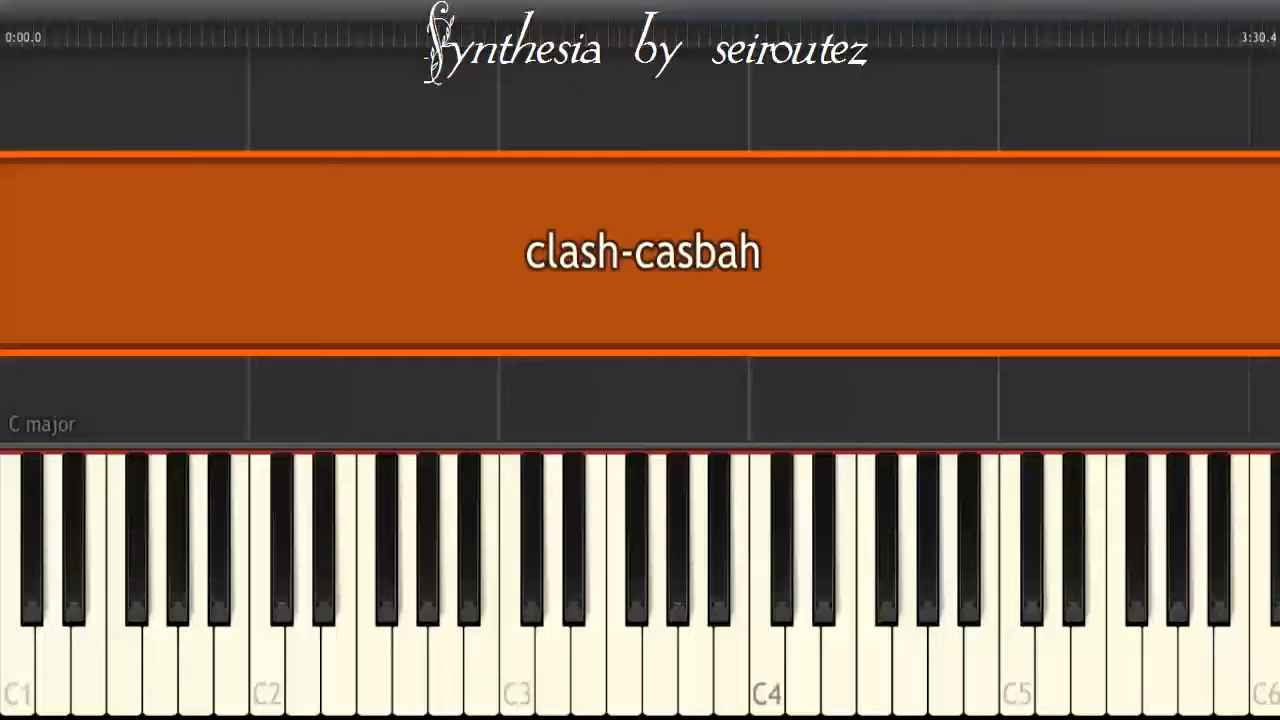 Synthesia by seiroutez
0:00.0
3:30.4
clash-casbah
C major
C1 C2 C3 C4 C5 C6